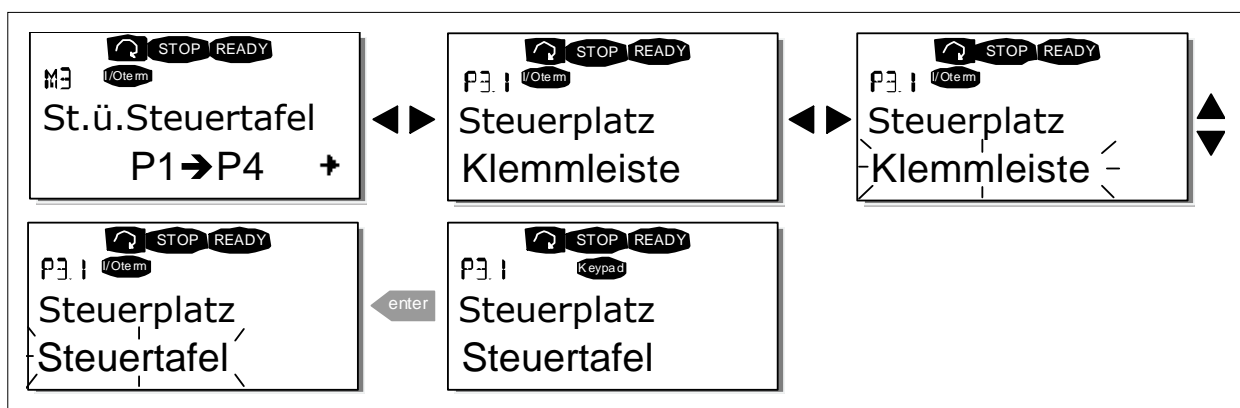 STOP READY
M3 I/Oterm
St.ü.Steuertafel
P1➔P4
STOP READY
P3.1 I/Oterm
Steuerplatz
Klemmleiste
STOP READY
P3.1 I/Oterm
Steuerplatz
Klemmleiste
STOP READY
P3.1 I/Oterm
Steuerplatz
Steuertafel
enter
STOP READY
P3.1 Keypad
Steuerplatz
Steuertafel